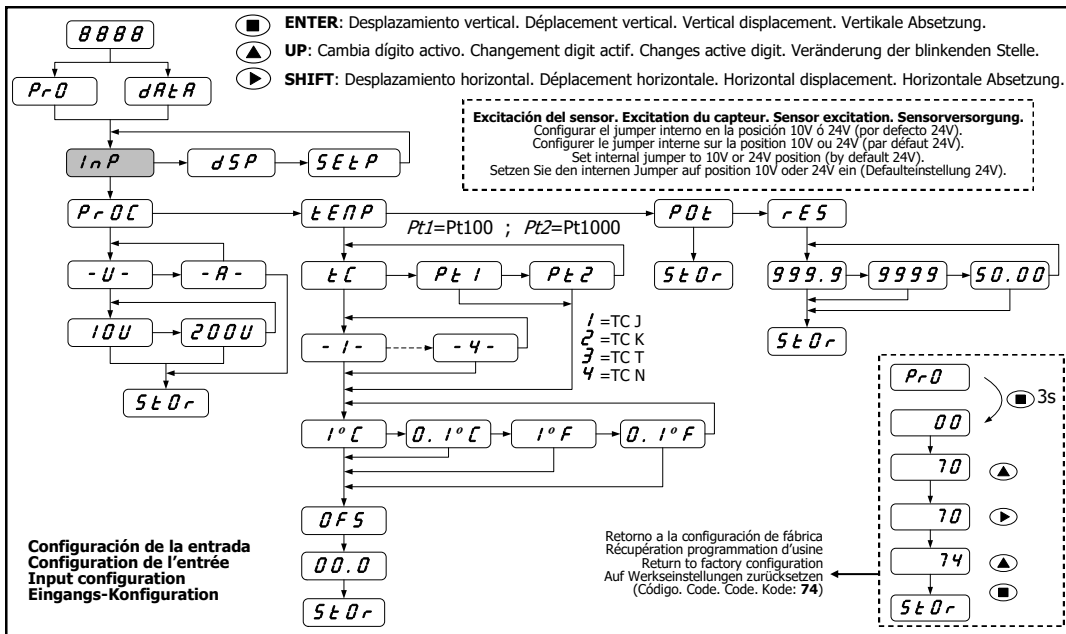 8888
ENTER: Desplazamiento vertical. Déplacement vertical. Vertical displacement. Vertikale Absetzung.
UP: Cambia dígito activo. Changement digit actif. Changes active digit. Veränderung der blinkenden Stelle.
SHIFT: Desplazamiento horizontal. Déplacement horizontale. Horizontal displacement. Horizontale Absetzung.
Pr0 dAtA
Excitación del sensor. Excitation du capteur. Sensor excitation. Sensorversorgung.
Configurar el jumper interno en la posición 10V ó 24V (por defecto 24V).
Configurer le jumper interne sur la position 10V ou 24V (par défaut 24V).
Set internal jumper to 10V or 24V position (by default 24V).
Setzen Sie den internen Jumper auf position 10V oder 24V ein (Defaulteinstellung 24V).
InP dSP SEtP
PrOC tEMP POt rES
Pt1=Pt100 ; Pt2=Pt1000
-U- -A- tC Pt1 Pt2 StOr 999.9 9999 50.00
10U 200U -1- -4- StOr
1 =TC J
2 =TC K
3 =TC T
4 =TC N
StOr
1ºC 0.1ºC 1ºF 0.1ºF
OFS
00.0
StOr
Pr0
3s
00
70
70
74
StOr
Retorno a la configuración de fábrica
Récupération programmation d'usine
Return to factory configuration
Auf Werkseinstellungen zurücksetzen
(Código. Code. Code. Kode: 74)
Configuración de la entrada
Configuration de l'entrée
Input configuration
Eingangs-Konfiguration